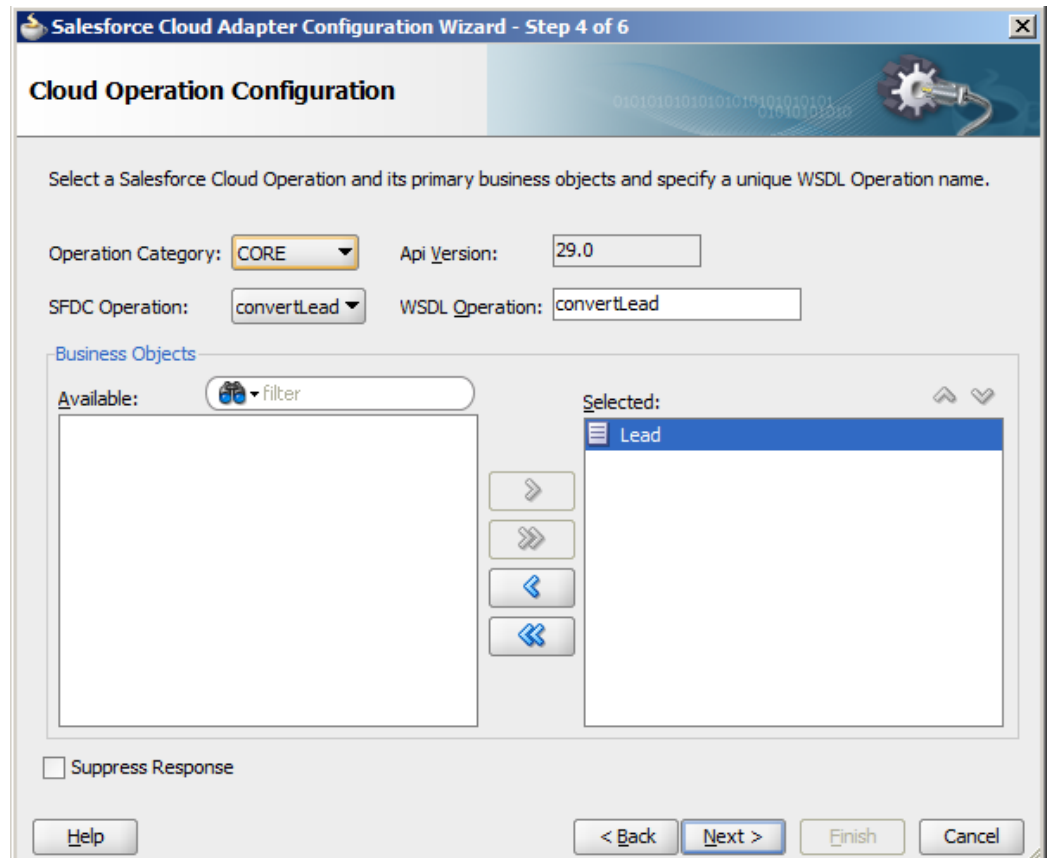 Salesforce Cloud Adapter Configuration Wizard - Step 4 of 6
Cloud Operation Configuration
0101010101010101010101010101
01010101010
Select a Salesforce Cloud Operation and its primary business objects and specify a unique WSDL Operation name.
Operation Category: CORE Api Version: 29.0
SFDC Operation: convertLead WSDL Operation: convertLead
Business Objects
Available: filter Selected:
Lead
Suppress Response
Help < Back Next > Finish Cancel